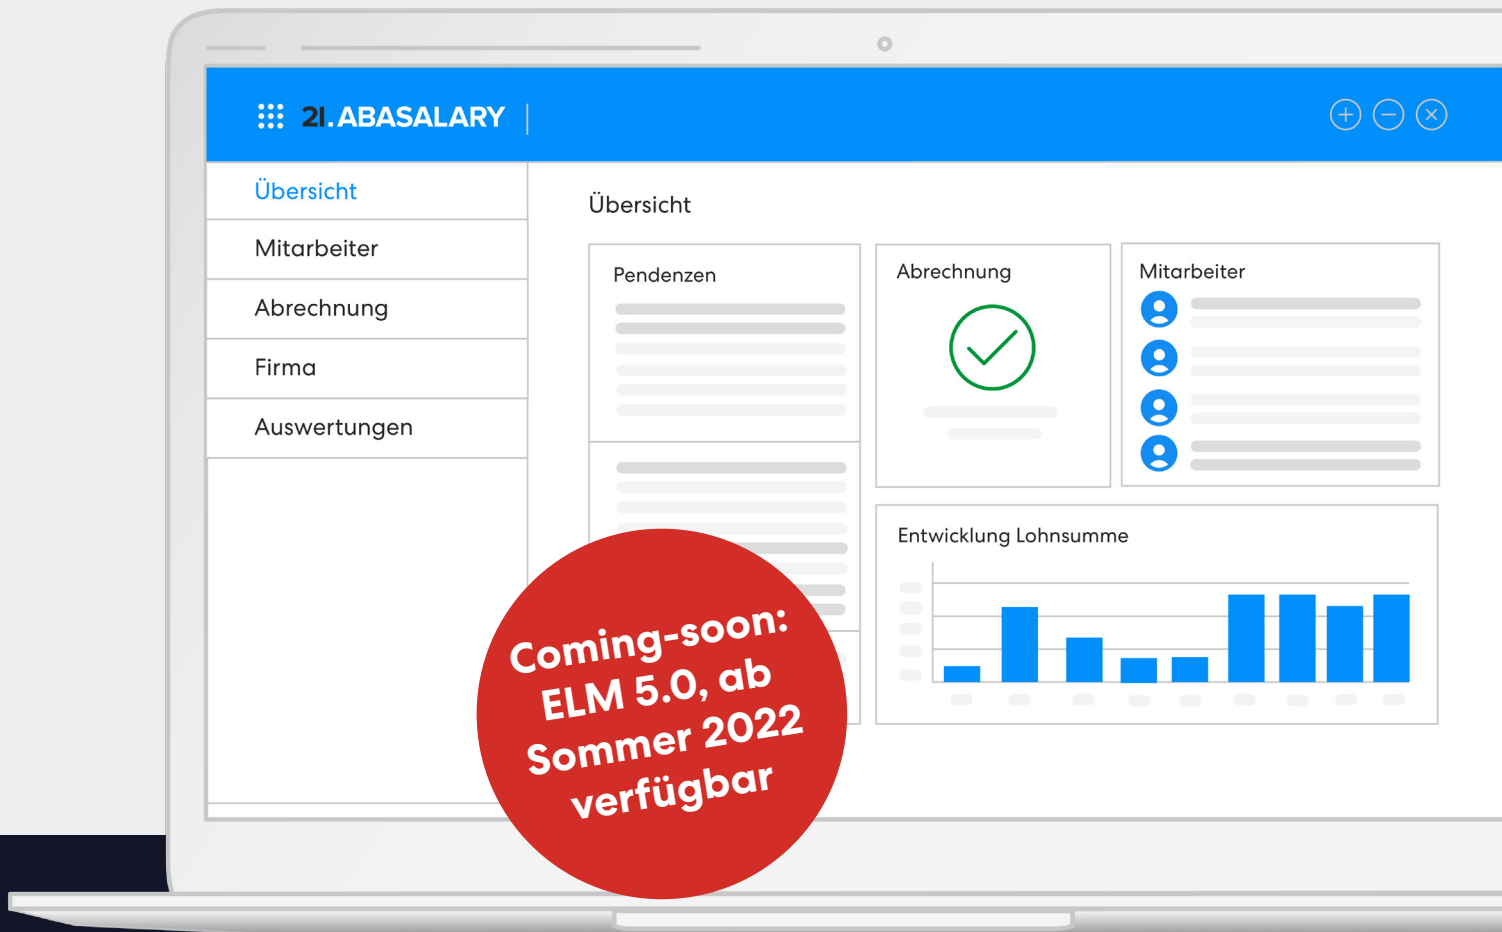 21.ABASALARY
Übersicht
Mitarbeiter
Abrechnung
Firma
Auswertungen
Übersicht
Pendenzen
Abrechnung
Mitarbeiter
Entwicklung Lohnsumme
Coming-soon:
ELM 5.0, ab
Sommer 2022
verfügbar